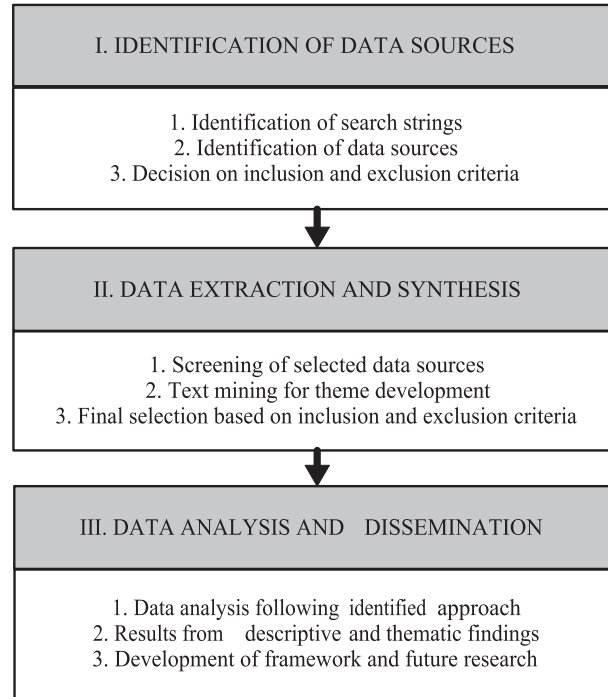 I. IDENTIFICATION OF DATA SOURCES
1. Identification of search strings
2. Identification of data sources
3. Decision on inclusion and exclusion criteria
II. DATA EXTRACTION AND SYNTHESIS
1. Screening of selected data sources
2. Text mining for theme development
3. Final selection based on inclusion and exclusion criteria
III. DATA ANALYSIS AND DISSEMINATION
1. Data analysis following identified approach
2. Results from descriptive and thematic findings
3. Development of framework and future research